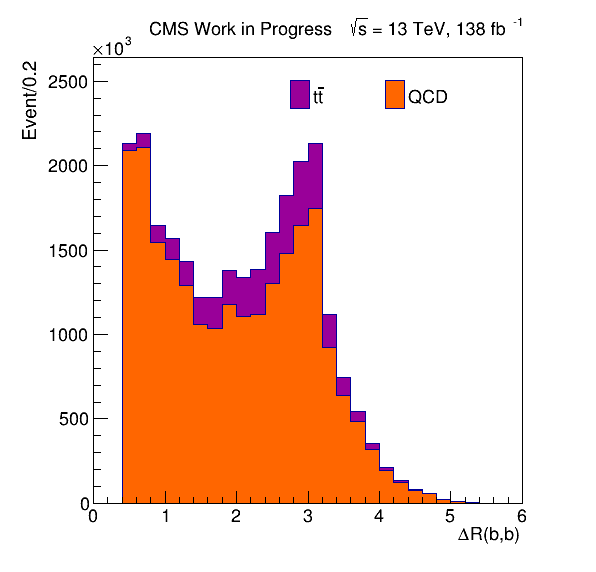 CMS Work in Progress √s = 13 TeV, 138 fb⁻¹
×10³
Event/0.2
tt̄ QCD
2500
2000
1500
1000
500
0
0 1 2 3 4 5 6
ΔR(b,b)